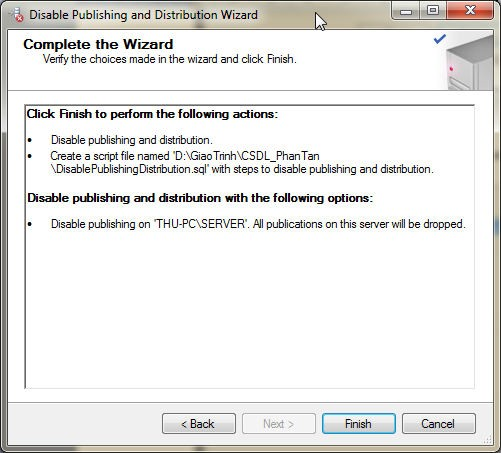 Disable Publishing and Distribution Wizard
Complete the Wizard
Verify the choices made in the wizard and click Finish.
Click Finish to perform the following actions:
• Disable publishing and distribution.
• Create a script file named 'D:\GiaoTrinh\CSDL_PhanTan
\DisablePublishingDistribution.sql' with steps to disable publishing and distribution.
Disable publishing and distribution with the following options:
• Disable publishing on 'THU-PC\SERVER'. All publications on this server will be dropped.
< Back
Next >
Finish
Cancel